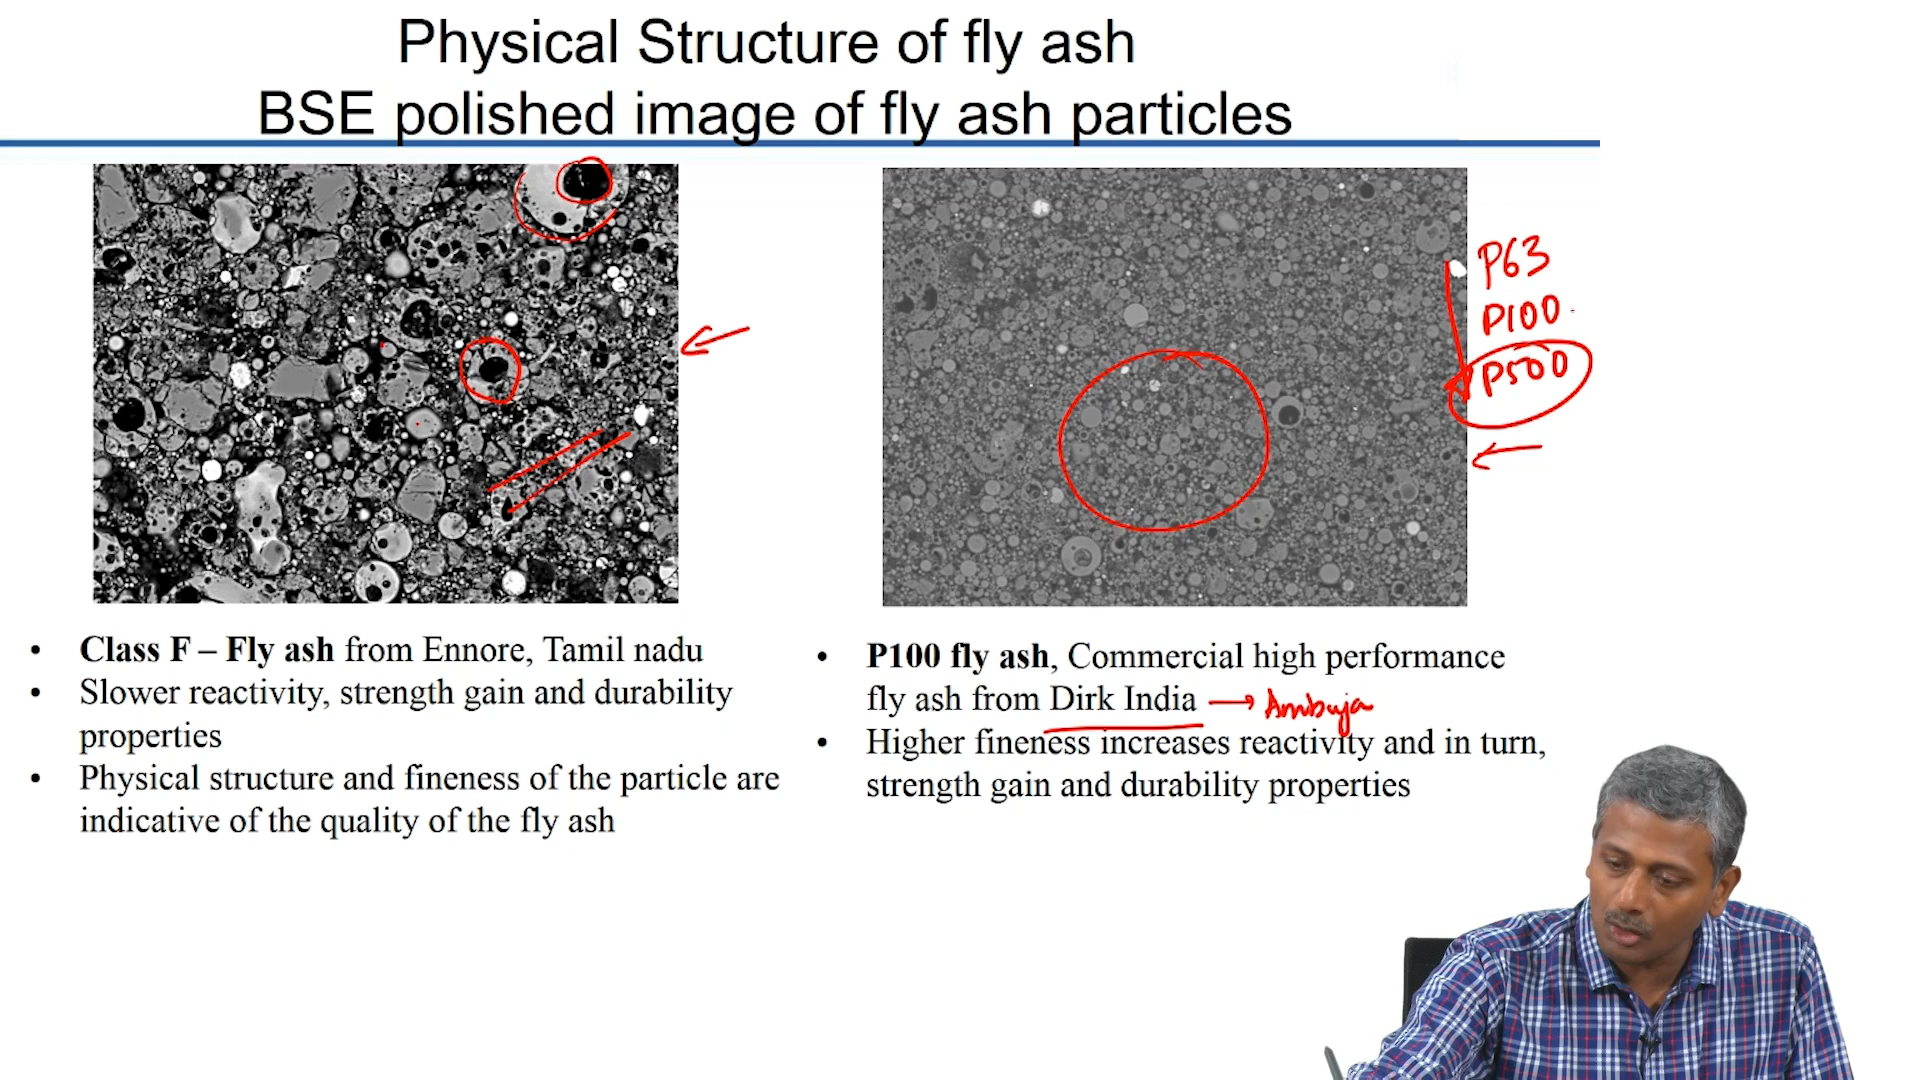 Physical Structure of fly ash
BSE polished image of fly ash particles
P63
P100
P500
• Class F – Fly ash from Ennore, Tamil nadu
• Slower reactivity, strength gain and durability
properties
• Physical structure and fineness of the particle are
indicative of the quality of the fly ash
• P100 fly ash, Commercial high performance
fly ash from Dirk India → Ambuja
• Higher fineness increases reactivity and in turn,
strength gain and durability properties